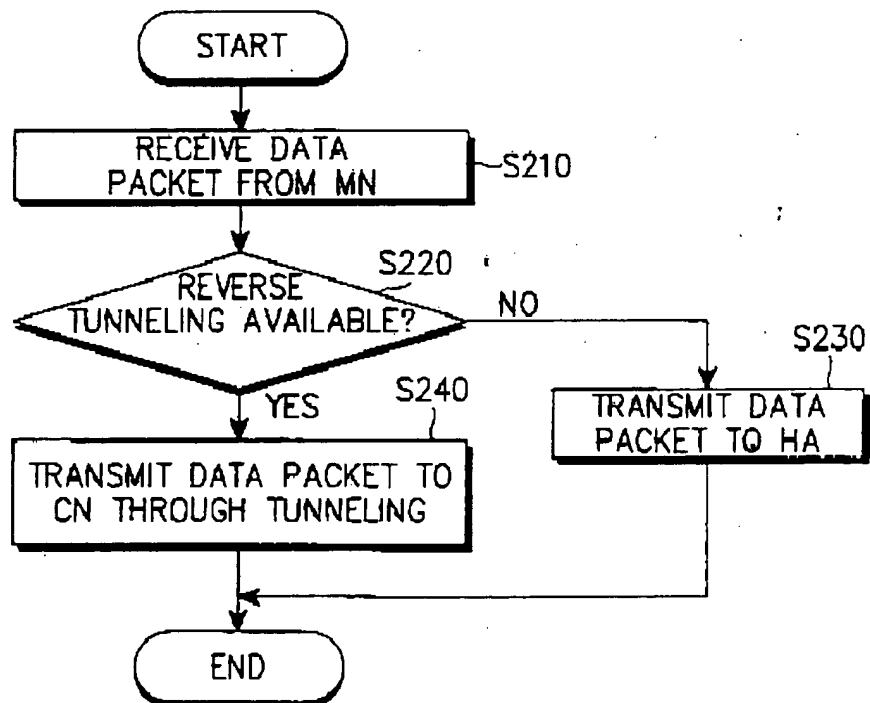 START
RECEIVE DATA
PACKET FROM MN
S210
S220
REVERSE
TUNNELING AVAILABLE?
NO
YES
S230
TRANSMIT DATA
PACKET TO HA
S240
TRANSMIT DATA PACKET TO
CN THROUGH TUNNELING
END